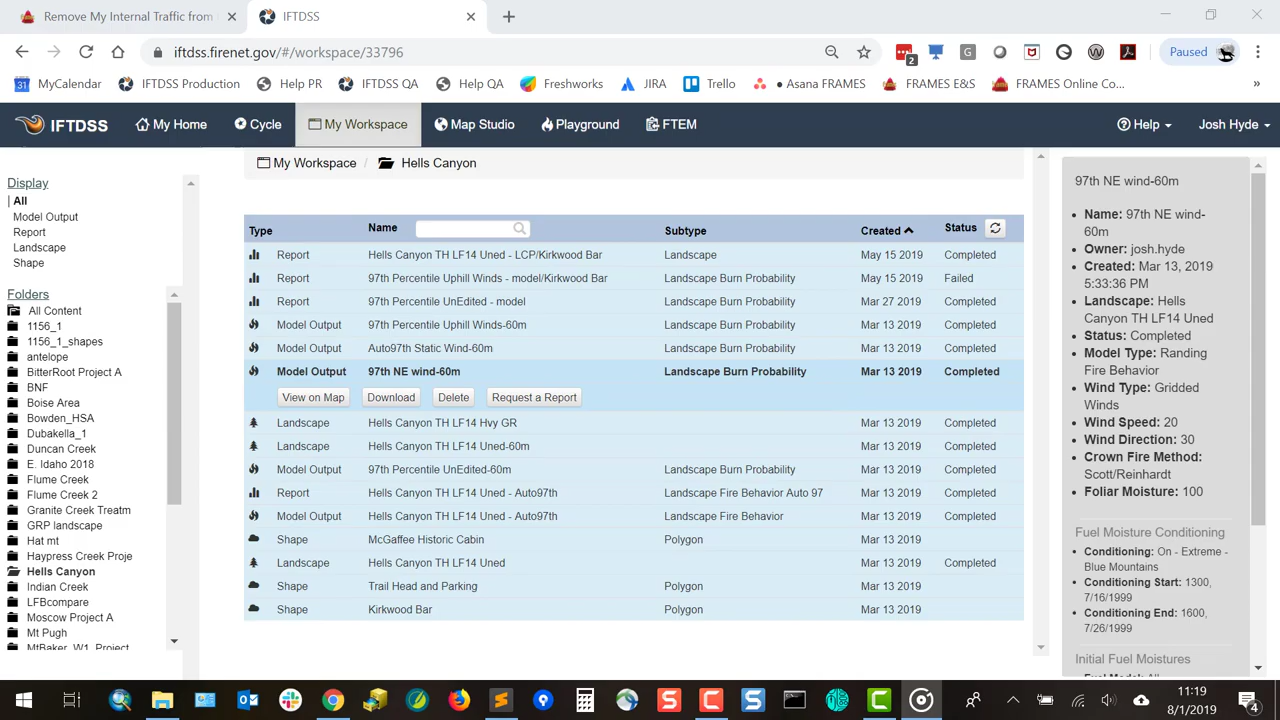 Remove My Internal Traffic from
IFTDSS
iftdss.firenet.gov/#/workspace/33796
2
G
Paused
31 MyCalendar
IFTDSS Production
Help PR
IFTDSS QA
Help QA
Freshworks
JIRA
Trello
Asana FRAMES
FRAMES E&S
FRAMES Online Co...
»
IFTDSS
My Home
Cycle
My Workspace
Map Studio
Playground
FTEM
Help
Josh Hyde
Display
All
Model Output
Report
Landscape
Shape
Folders
All Content
1156_1
1156_1_shapes
antelope
BitterRoot Project A
BNF
Boise Area
Bowden_HSA
Dubakella_1
Duncan Creek
E. Idaho 2018
Flume Creek
Flume Creek 2
Granite Creek Treatm
GRP landscape
Hat mt
Haypress Creek Proje
Hells Canyon
Indian Creek
LFBcompare
Moscow Project A
Mt Pugh
MtBaker_W1_Project
My Workspace / Hells Canyon
Type Name Subtype Created Status
Report Hells Canyon TH LF14 Uned - LCP/Kirkwood Bar Landscape May 15 2019 Completed
Report 97th Percentile Uphill Winds - model/Kirkwood Bar Landscape Burn Probability May 15 2019 Failed
Report 97th Percentile UnEdited - model Landscape Burn Probability Mar 27 2019 Completed
Model Output 97th Percentile Uphill Winds-60m Landscape Burn Probability Mar 13 2019 Completed
Model Output Auto97th Static Wind-60m Landscape Burn Probability Mar 13 2019 Completed
Model Output 97th NE wind-60m Landscape Burn Probability Mar 13 2019 Completed
View on Map Download Delete Request a Report
Landscape Hells Canyon TH LF14 Hvy GR Mar 13 2019 Completed
Landscape Hells Canyon TH LF14 Uned-60m Mar 13 2019 Completed
Model Output 97th Percentile UnEdited-60m Landscape Burn Probability Mar 13 2019 Completed
Report Hells Canyon TH LF14 Uned - Auto97th Landscape Fire Behavior Auto 97 Mar 13 2019 Completed
Model Output Hells Canyon TH LF14 Uned - Auto97th Landscape Fire Behavior Mar 13 2019 Completed
Shape McGaffee Historic Cabin Polygon Mar 13 2019
Landscape Hells Canyon TH LF14 Uned Mar 13 2019 Completed
Shape Trail Head and Parking Polygon Mar 13 2019
Shape Kirkwood Bar Polygon Mar 13 2019
97th NE wind-60m
Name: 97th NE wind-
60m
Owner: josh.hyde
Created: Mar 13, 2019
5:33:36 PM
Landscape: Hells
Canyon TH LF14 Uned
Status: Completed
Model Type: Randing
Fire Behavior
Wind Type: Gridded
Winds
Wind Speed: 20
Wind Direction: 30
Crown Fire Method:
Scott/Reinhardt
Foliar Moisture: 100
Fuel Moisture Conditioning
Conditioning: On - Extreme -
Blue Mountains
Conditioning Start: 1300,
7/16/1999
Conditioning End: 1600,
7/26/1999
Initial Fuel Moistures
Fuel Model: All
11:19
8/1/2019
4